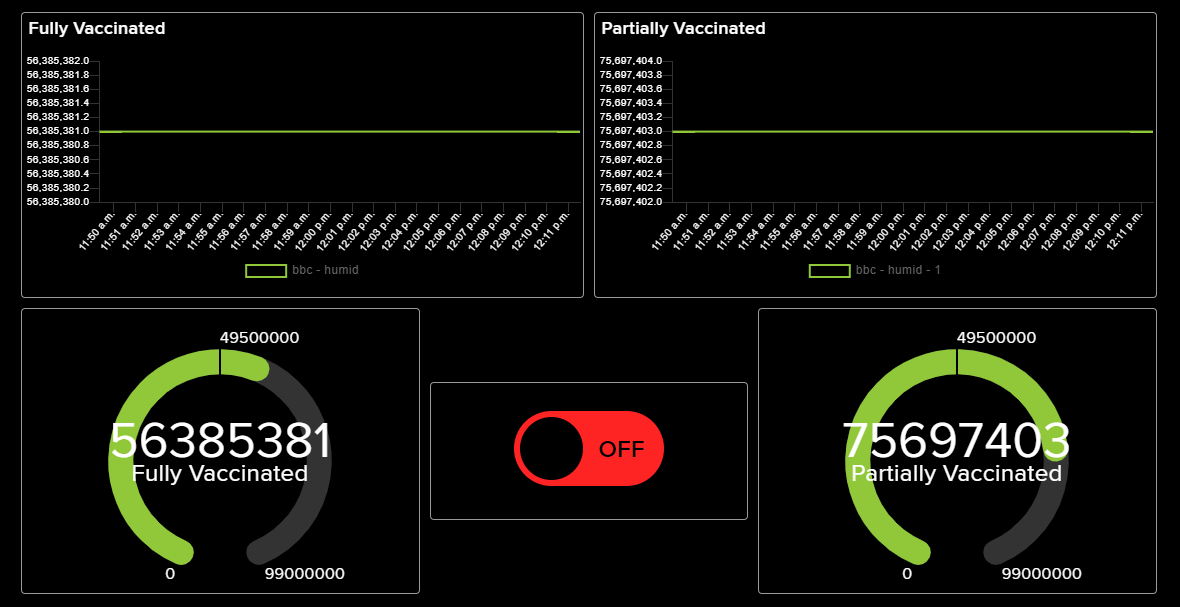 Fully Vaccinated
56,385,382.0
56,385,381.8
56,385,381.6
56,385,381.4
56,385,381.2
56,385,381.0
56,385,380.8
56,385,380.6
56,385,380.4
56,385,380.2
56,385,380.0
11:50 a.m.
11:51 a.m.
11:52 a.m.
11:53 a.m.
11:54 a.m.
11:55 a.m.
11:56 a.m.
11:57 a.m.
11:58 a.m.
11:59 a.m.
12:00 p.m.
12:01 p.m.
12:02 p.m.
12:03 p.m.
12:04 p.m.
12:05 p.m.
12:06 p.m.
12:07 p.m.
12:08 p.m.
12:09 p.m.
12:10 p.m.
12:11 p.m.
bbc - humid
Partially Vaccinated
75,697,404.0
75,697,403.8
75,697,403.6
75,697,403.4
75,697,403.2
75,697,403.0
75,697,402.8
75,697,402.6
75,697,402.4
75,697,402.2
75,697,402.0
11:50 a.m.
11:51 a.m.
11:52 a.m.
11:53 a.m.
11:54 a.m.
11:55 a.m.
11:56 a.m.
11:57 a.m.
11:58 a.m.
11:59 a.m.
12:00 p.m.
12:01 p.m.
12:02 p.m.
12:03 p.m.
12:04 p.m.
12:05 p.m.
12:06 p.m.
12:07 p.m.
12:08 p.m.
12:09 p.m.
12:10 p.m.
12:11 p.m.
bbc - humid - 1
49500000
56385381
Fully Vaccinated
0
99000000
OFF
49500000
75697403
Partially Vaccinated
0
99000000